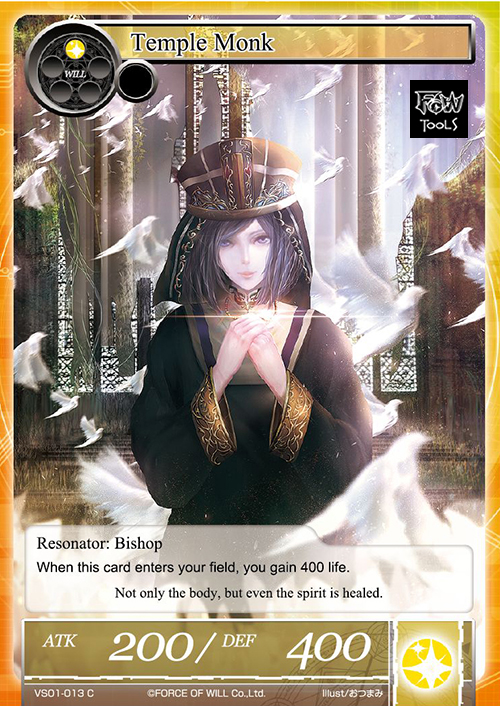 Temple Monk
WILL
FOW
TOOLS
Resonator: Bishop
When this card enters your field, you gain 400 life.
Not only the body, but even the spirit is healed.
ATK 200/ DEF 400
VS01-013 C ©FORCE OF WILL Co.,Ltd. Illust/おつまみ